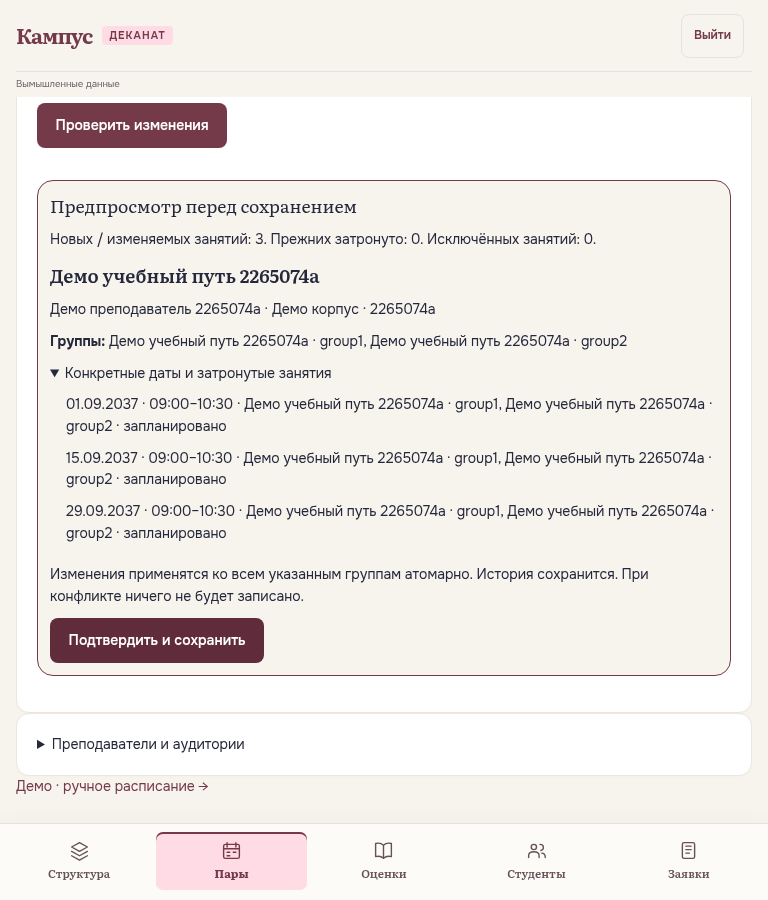 Кампус
ДЕКАНАТ
Выйти
Вымышленные данные
Проверить изменения
Предпросмотр перед сохранением
Новых / изменяемых занятий: 3. Прежних затронуто: 0. Исключённых занятий: 0.
Демо учебный путь 2265074a
Демо преподаватель 2265074a · Демо корпус · 2265074a
Группы: Демо учебный путь 2265074a · group1, Демо учебный путь 2265074a · group2
▼ Конкретные даты и затронутые занятия
01.09.2037 · 09:00–10:30 · Демо учебный путь 2265074a · group1, Демо учебный путь 2265074a ·
group2 · запланировано
15.09.2037 · 09:00–10:30 · Демо учебный путь 2265074a · group1, Демо учебный путь 2265074a ·
group2 · запланировано
29.09.2037 · 09:00–10:30 · Демо учебный путь 2265074a · group1, Демо учебный путь 2265074a ·
group2 · запланировано
Изменения применятся ко всем указанным группам атомарно. История сохранится. При
конфликте ничего не будет записано.
Подтвердить и сохранить
▶ Преподаватели и аудитории
Демо · ручное расписание →
Структура
Пары
Оценки
Студенты
Заявки